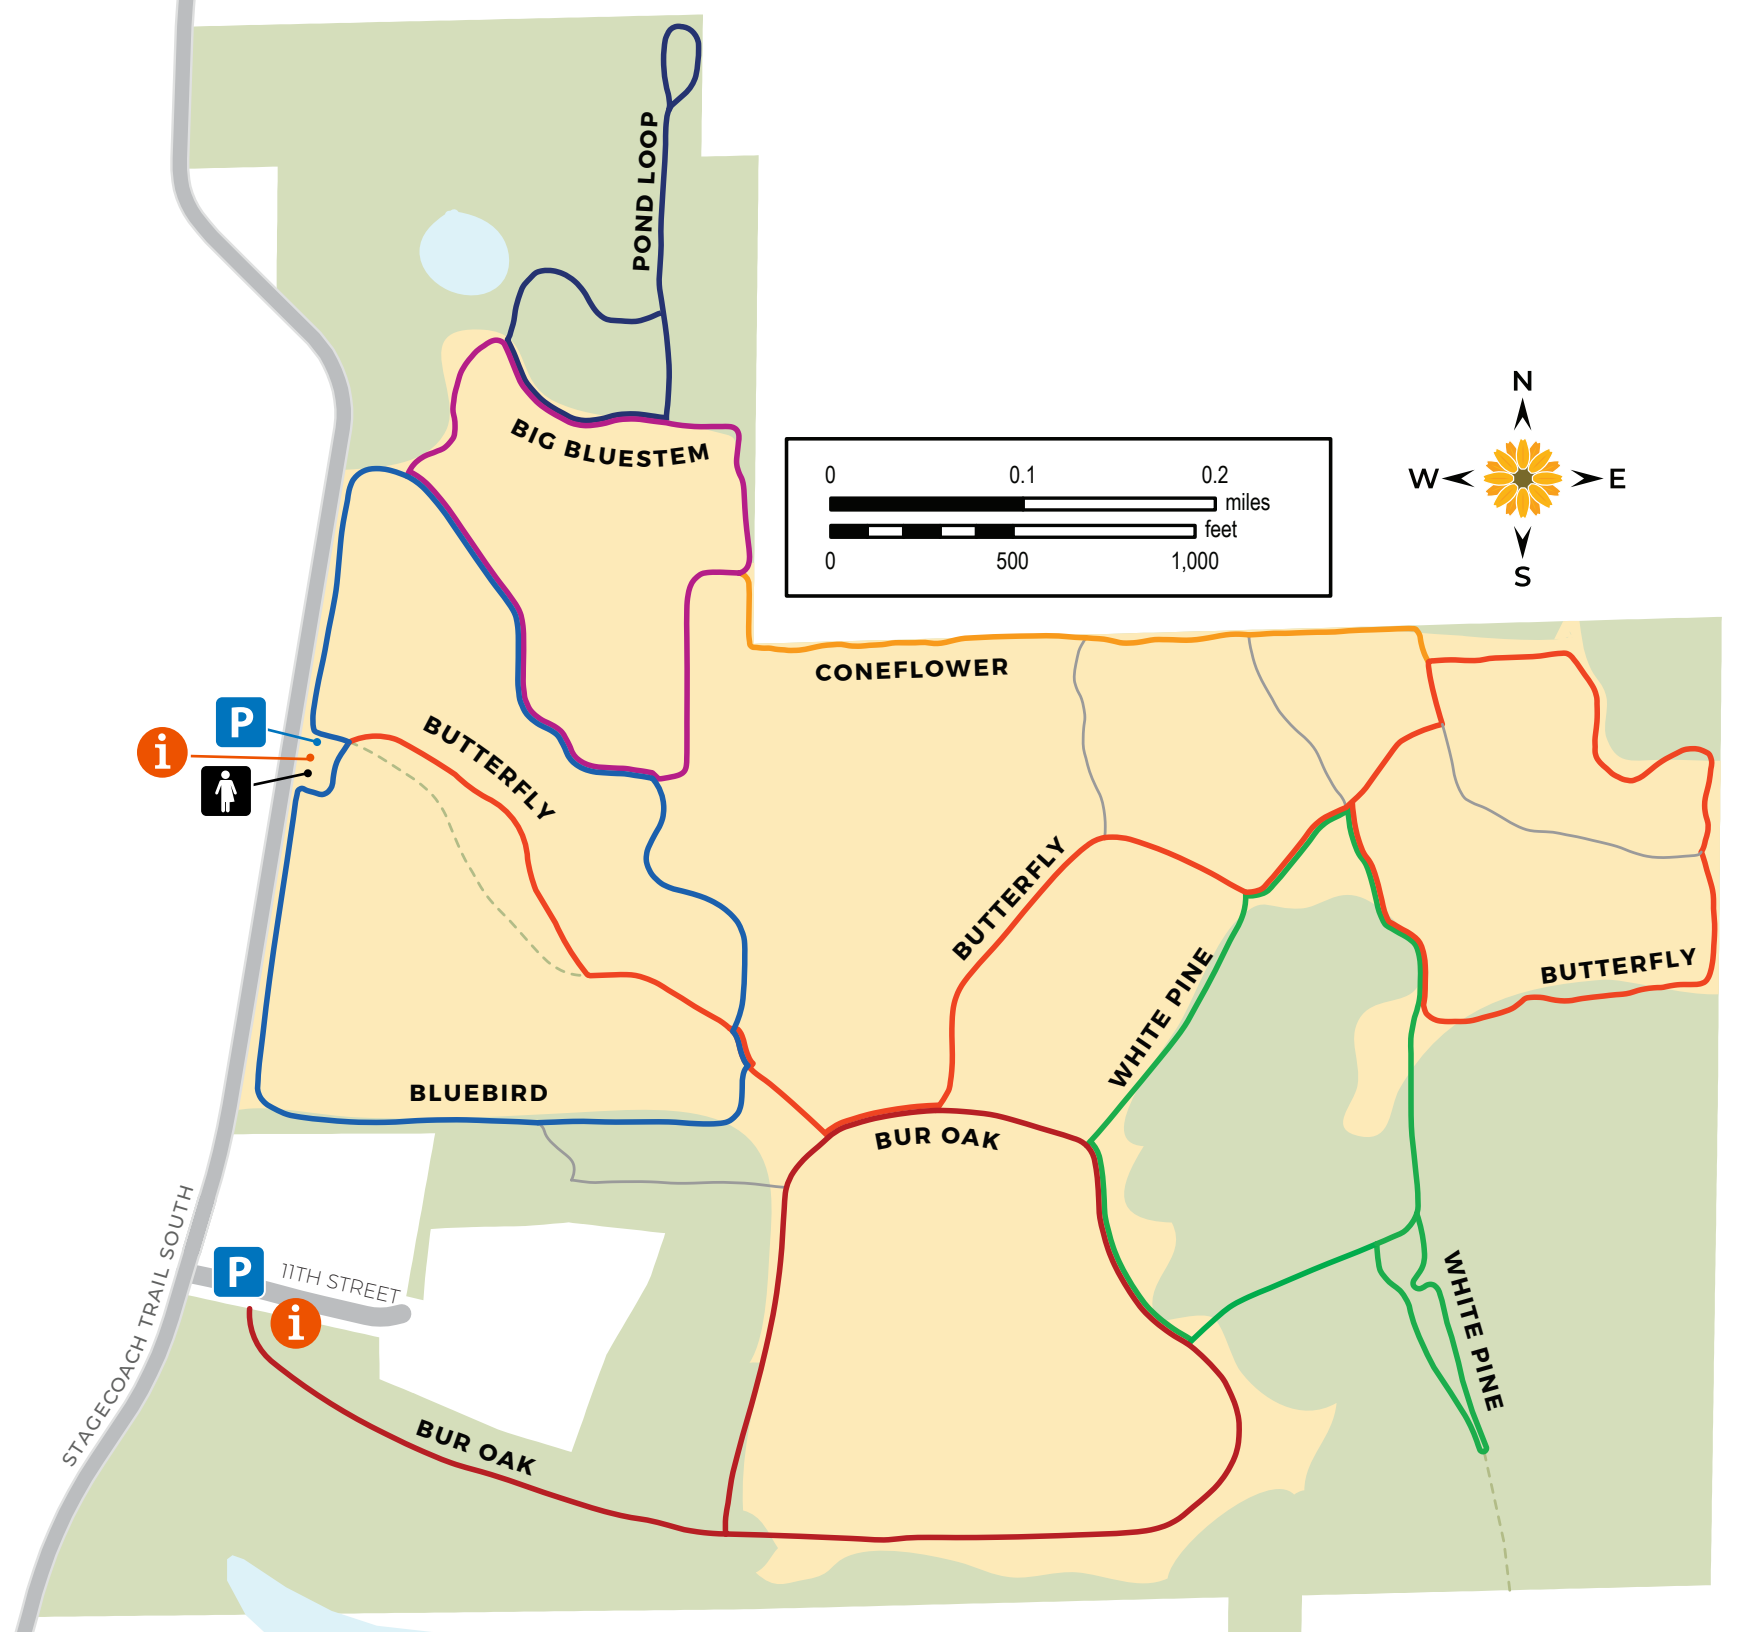 POND LOOP
BIG BLUESTEM
N
W
E
S
0 0.1 0.2
miles
feet
0 500 1,000
CONEFLOWER
P
i
BUTTERFLY
BUTTERFLY
BUTTERFLY
WHITE PINE
BLUEBIRD
BUR OAK
STAGECOACH TRAIL SOUTH
P
11TH STREET
i
WHITE PINE
BUR OAK